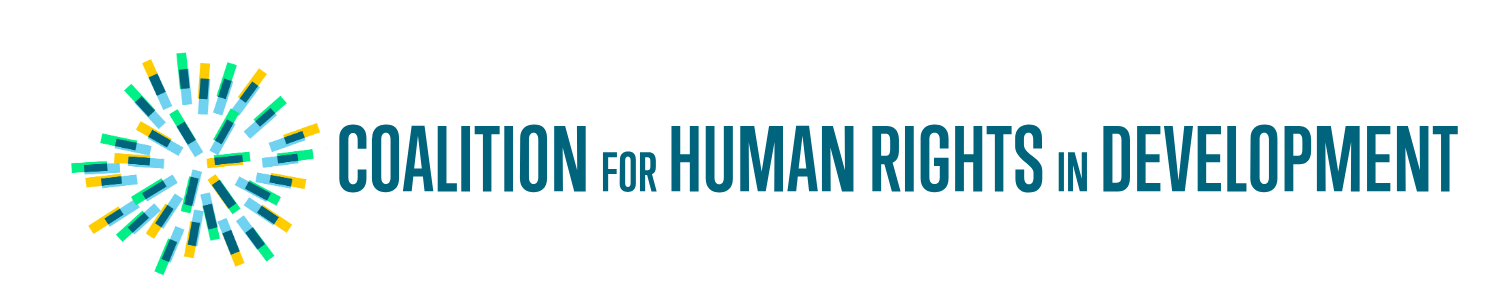 COALITION FOR HUMAN RIGHTS IN DEVELOPMENT